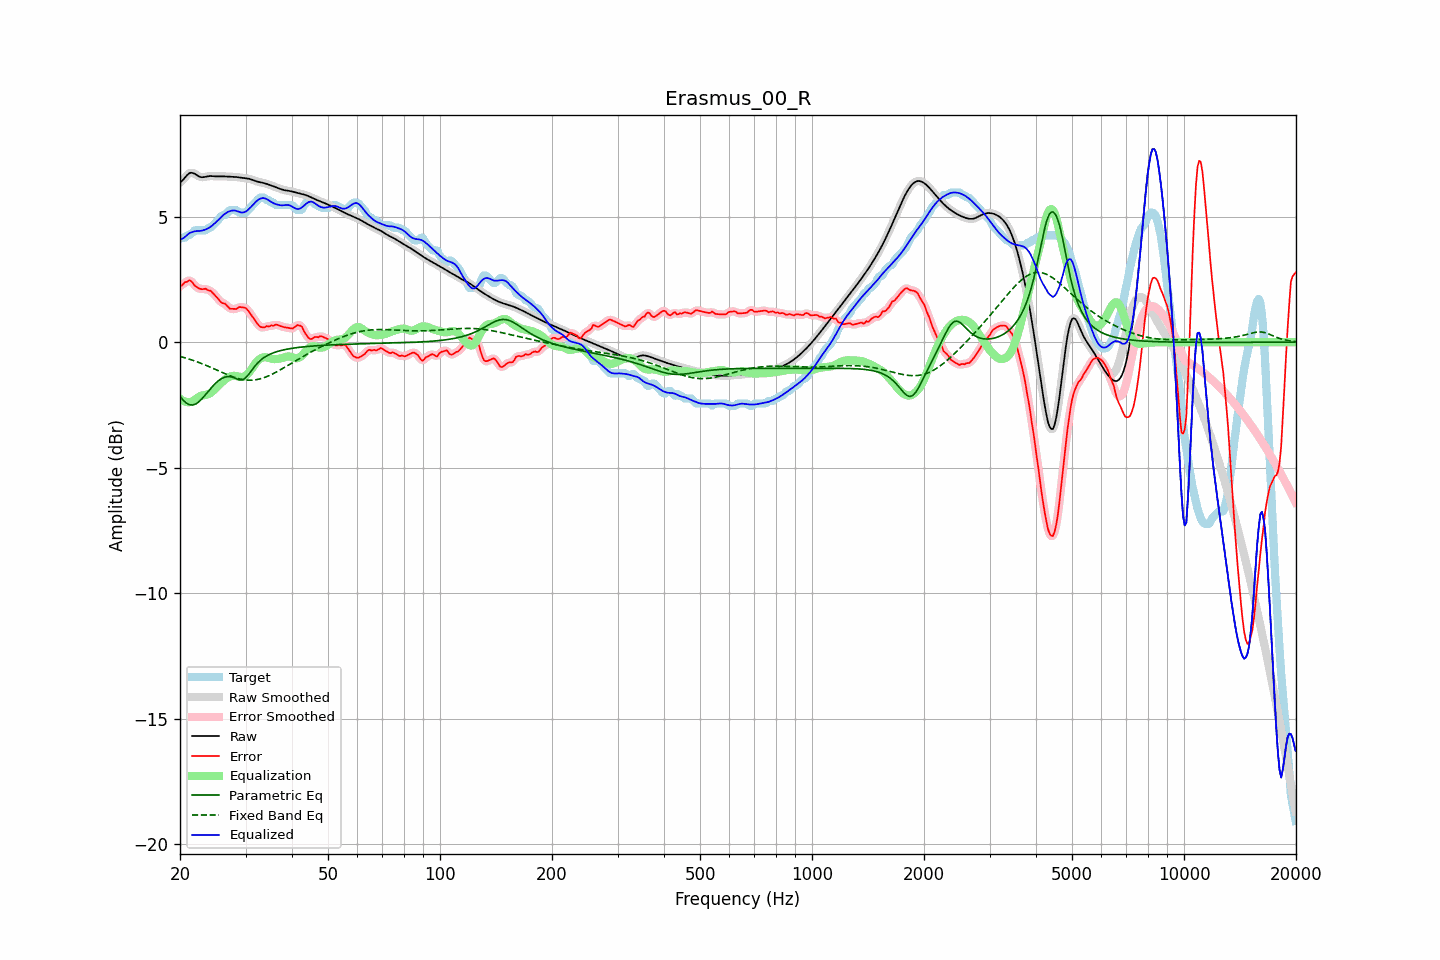 Erasmus_00_R
Amplitude (dBr)
5
0
−5
−10
−15
−20
Target
Raw Smoothed
Error Smoothed
Raw
Error
Equalization
Parametric Eq
Fixed Band Eq
Equalized
20 50 100 200 500 1000 2000 5000 10000 20000
Frequency (Hz)